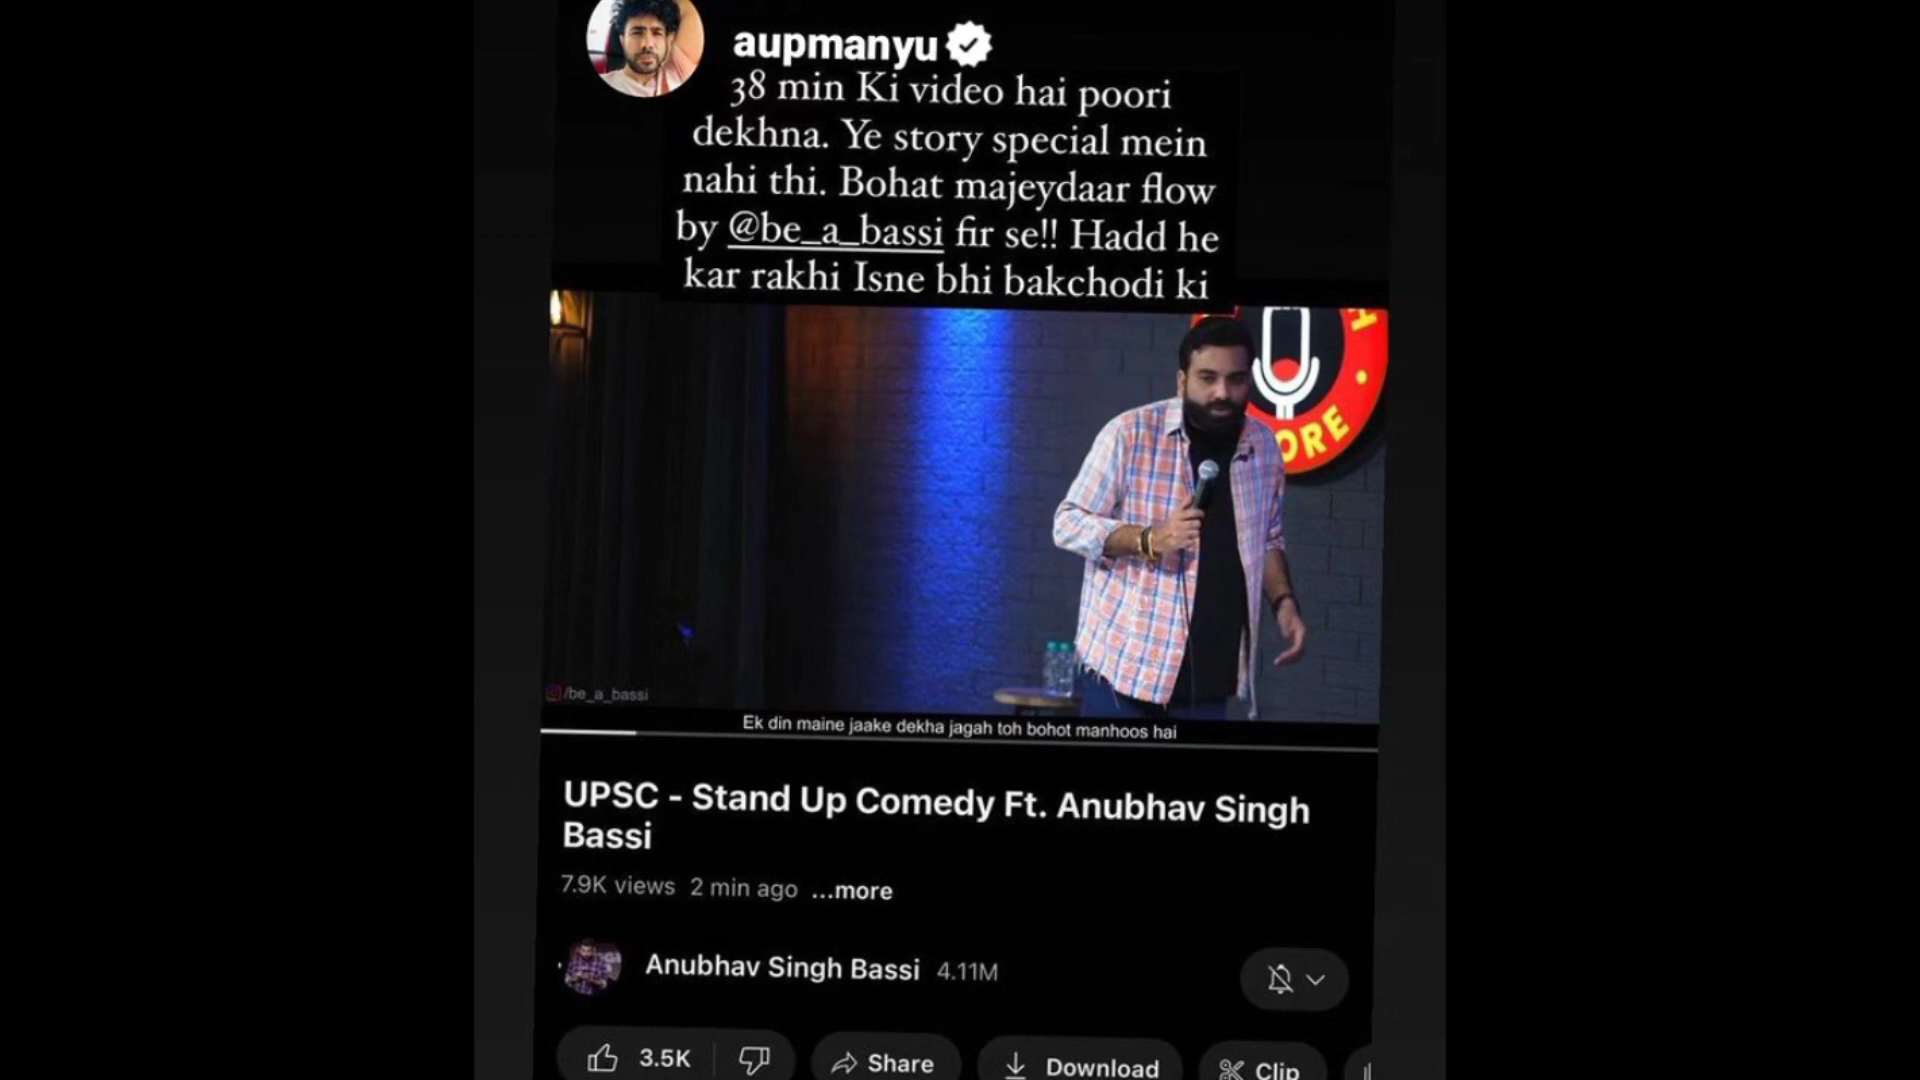 aupmanyu
38 min Ki video hai poori
dekhna. Ye story special mein
nahi thi. Bohat majeydaar flow
by @be_a_bassi fir se!! Hadd he
kar rakhi Isne bhi bakchodi ki
ORE
/be_a_bassi
Ek din maine jaake dekha jagah toh bohot manhoos hai
UPSC - Stand Up Comedy Ft. Anubhav Singh
Bassi
7.9K views 2 min ago ...more
Anubhav Singh Bassi 4.11M
3.5K Share Download Clip